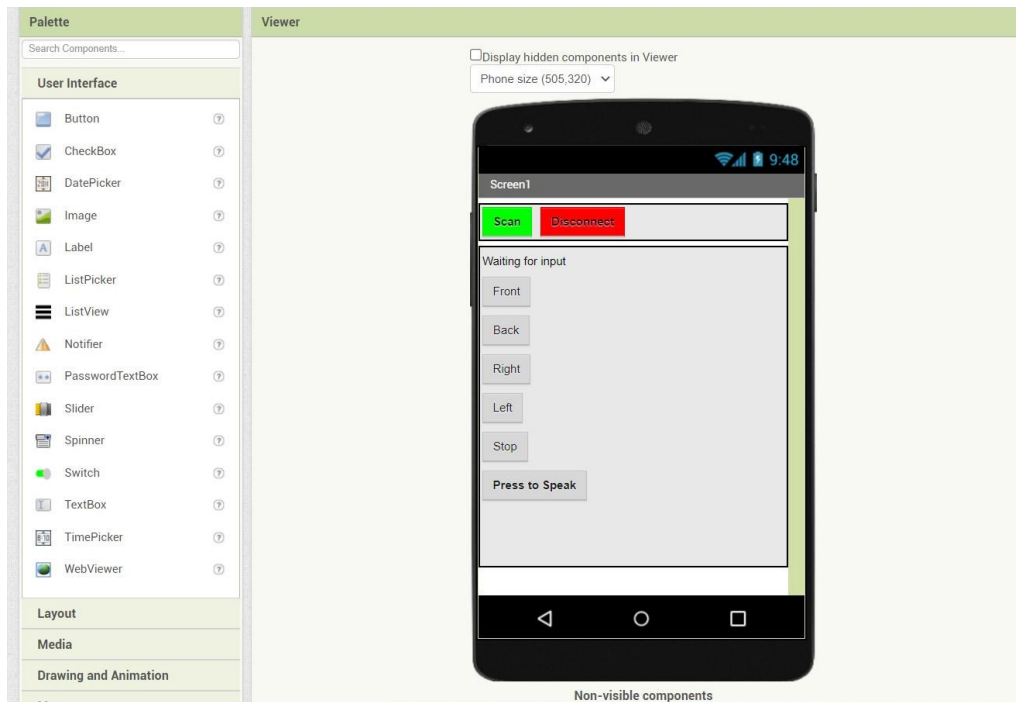 Palette
Search Components...
User Interface
Button
CheckBox
DatePicker
Image
Label
ListPicker
ListView
Notifier
PasswordTextBox
Slider
Spinner
Switch
TextBox
TimePicker
WebViewer
Layout
Media
Drawing and Animation
Viewer
Display hidden components in Viewer
Phone size (505,320)
9:48
Screen1
Scan Disconnect
Waiting for input
Front
Back
Right
Left
Stop
Press to Speak
Non-visible components